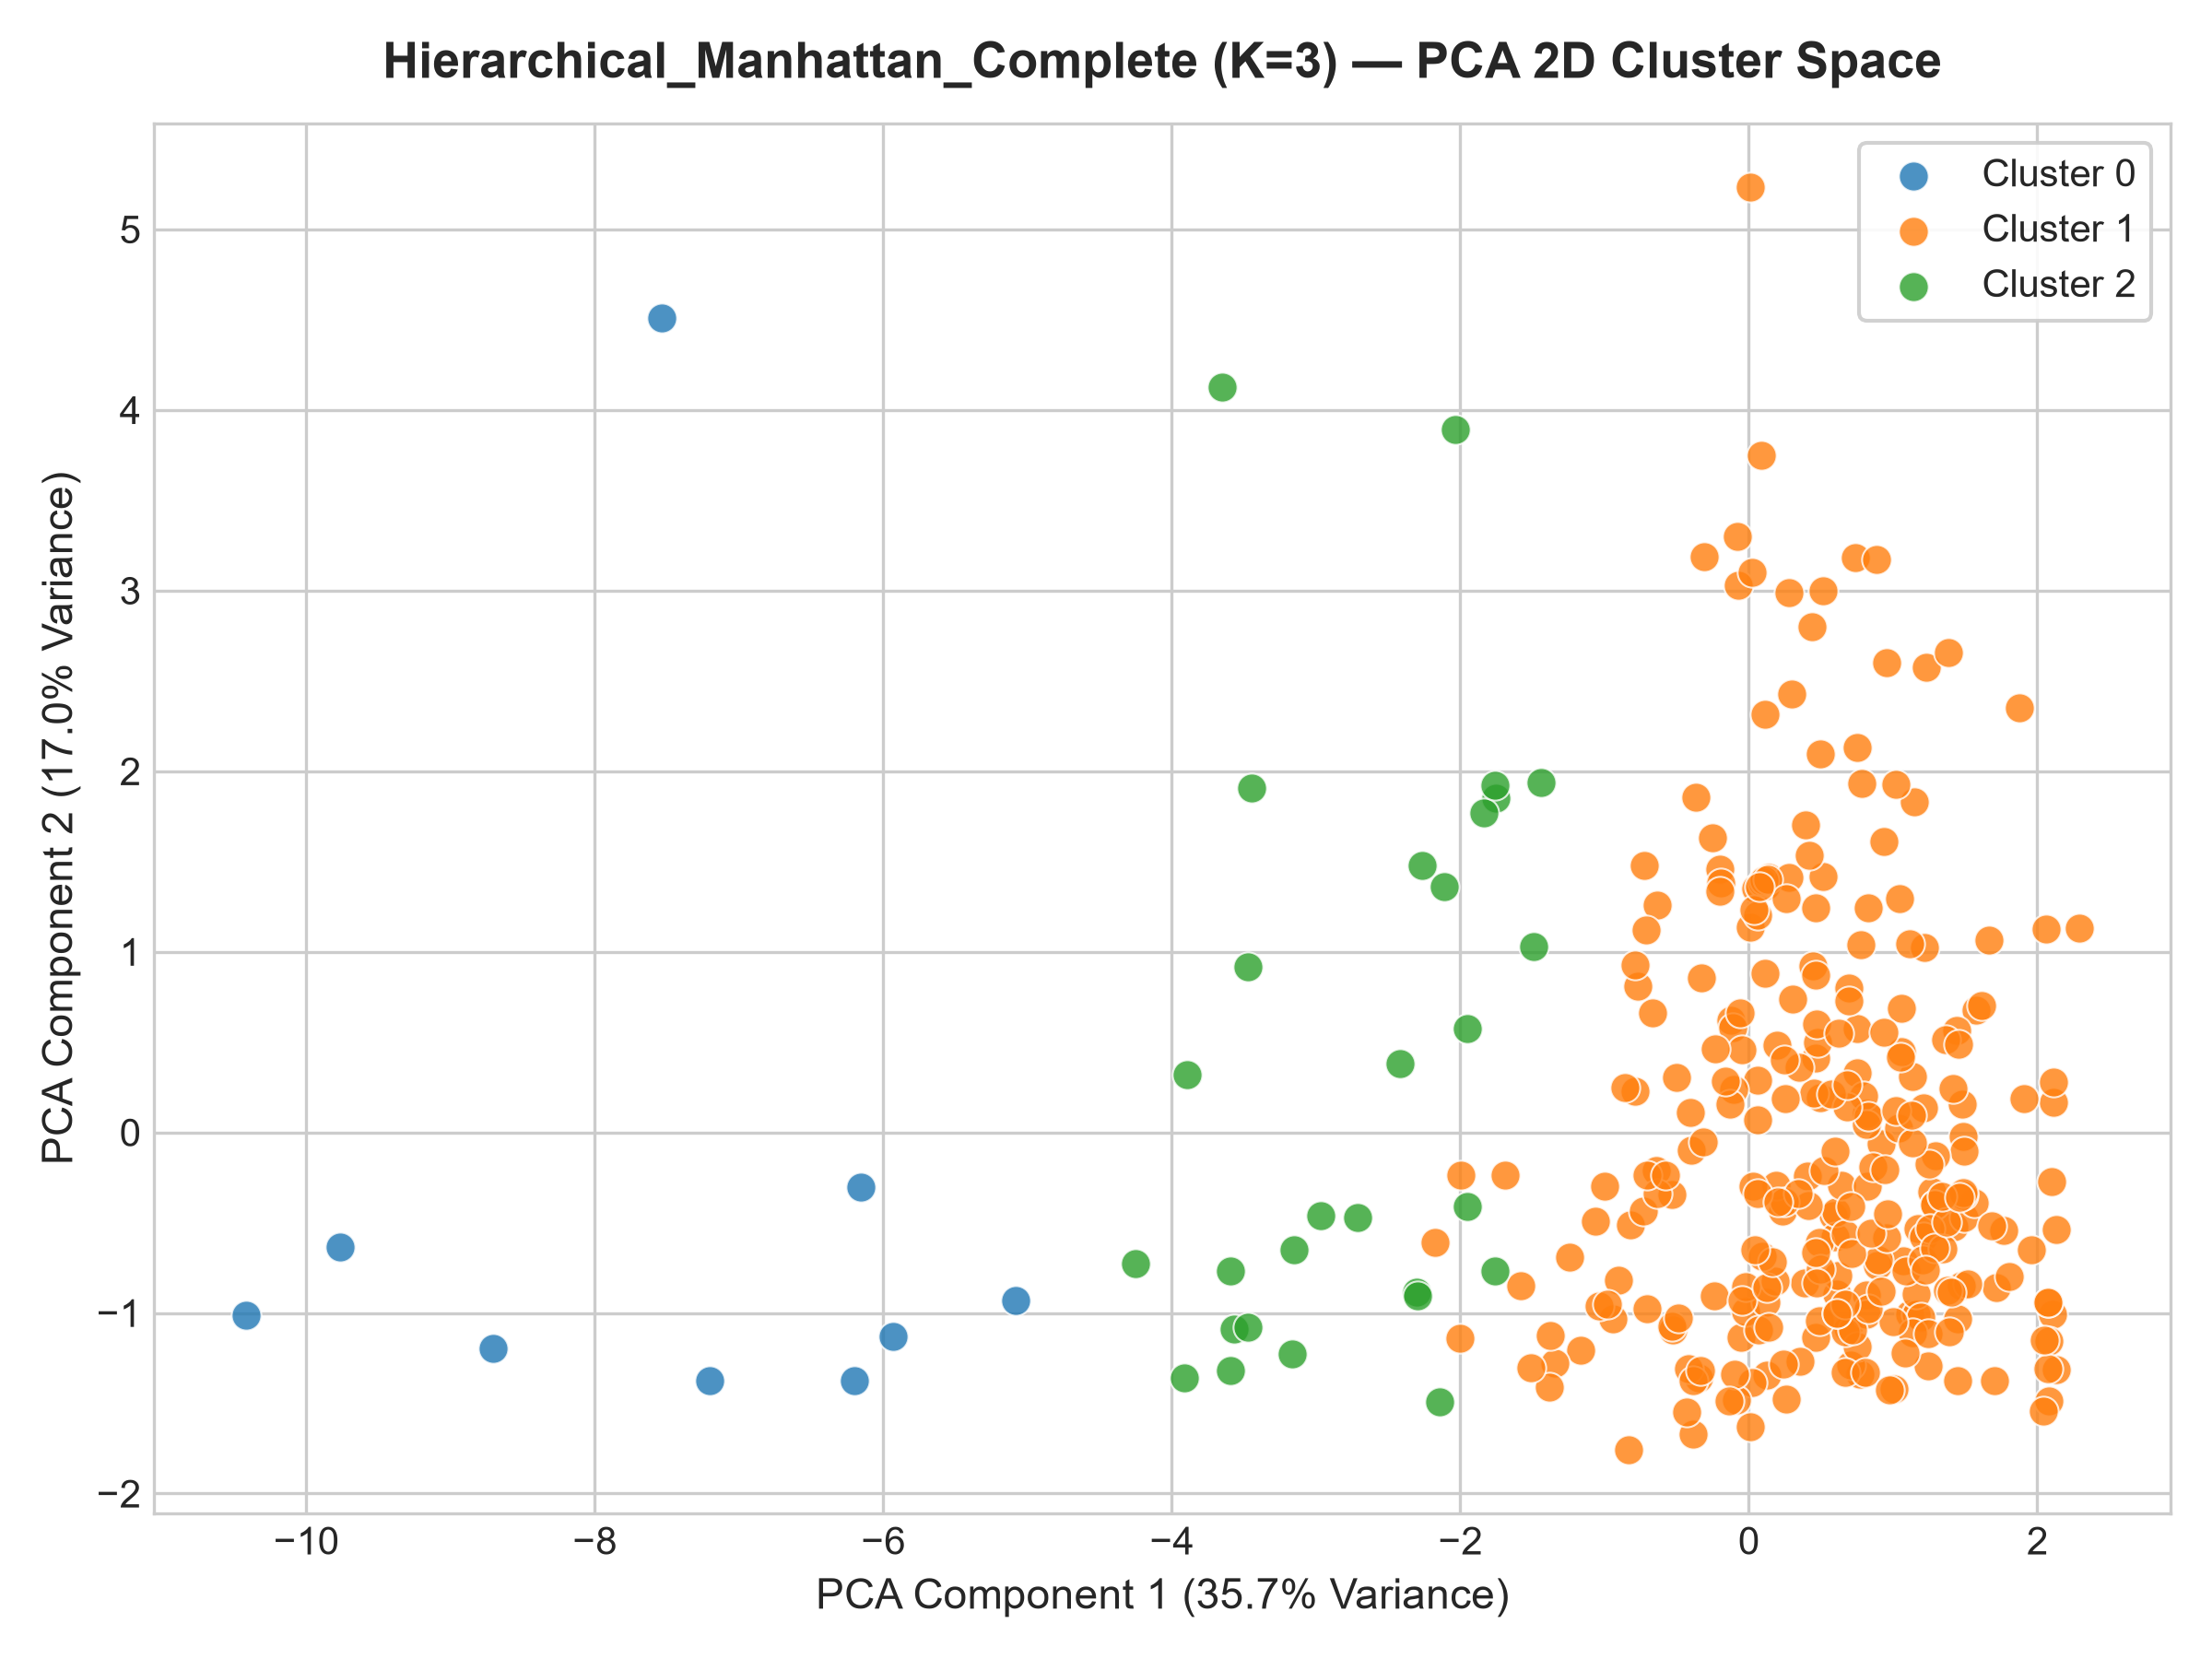 Hierarchical_Manhattan_Complete (K=3) — PCA 2D Cluster Space
Cluster 0
Cluster 1
Cluster 2
PCA Component 2 (17.0% Variance)
5
4
3
2
1
0
−1
−2
−10
−8
−6
−4
−2
0
2
PCA Component 1 (35.7% Variance)